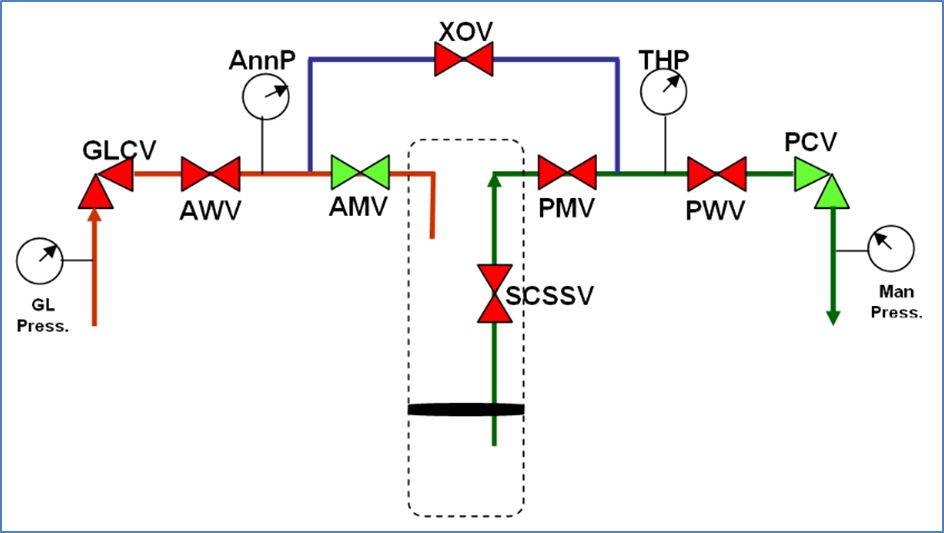 XOV
AnnP
THP
GLCV
PCV
AWV
AMV
PMV
PWV
SCSSV
GL
Press.
Man
Press.